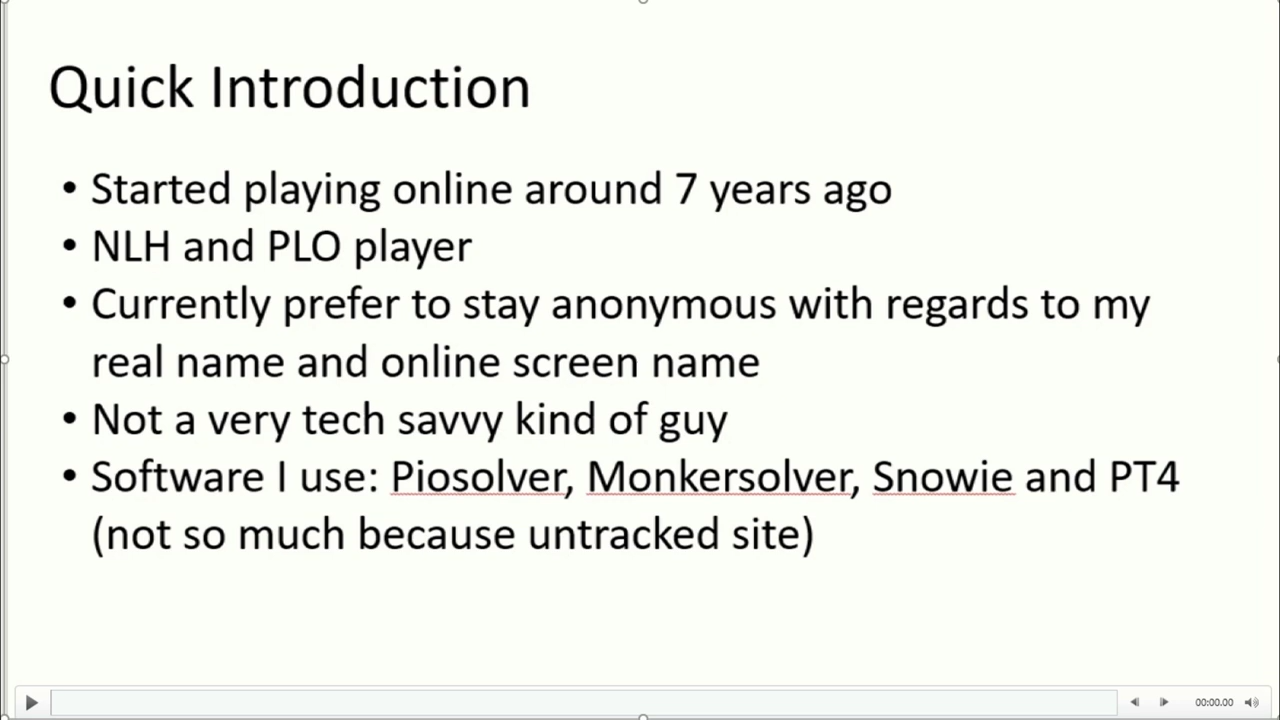 Quick Introduction
• Started playing online around 7 years ago
• NLH and PLO player
• Currently prefer to stay anonymous with regards to my
real name and online screen name
• Not a very tech savvy kind of guy
• Software I use: Piosolver, Monkersolver, Snowie and PT4
(not so much because untracked site)
00:00.00